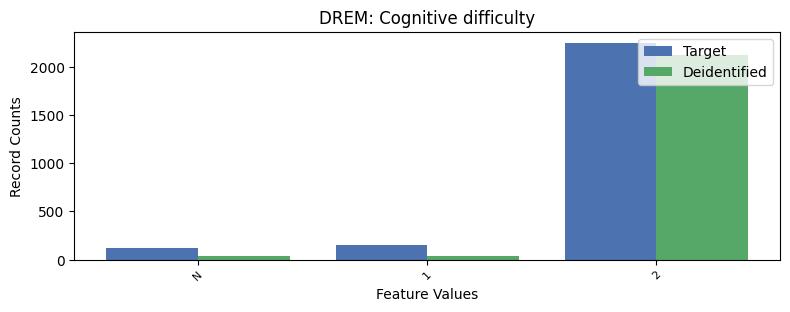 DREM: Cognitive difficulty
Target
Deidentified
Record Counts
2000
1500
1000
500
0
N
1
2
Feature Values